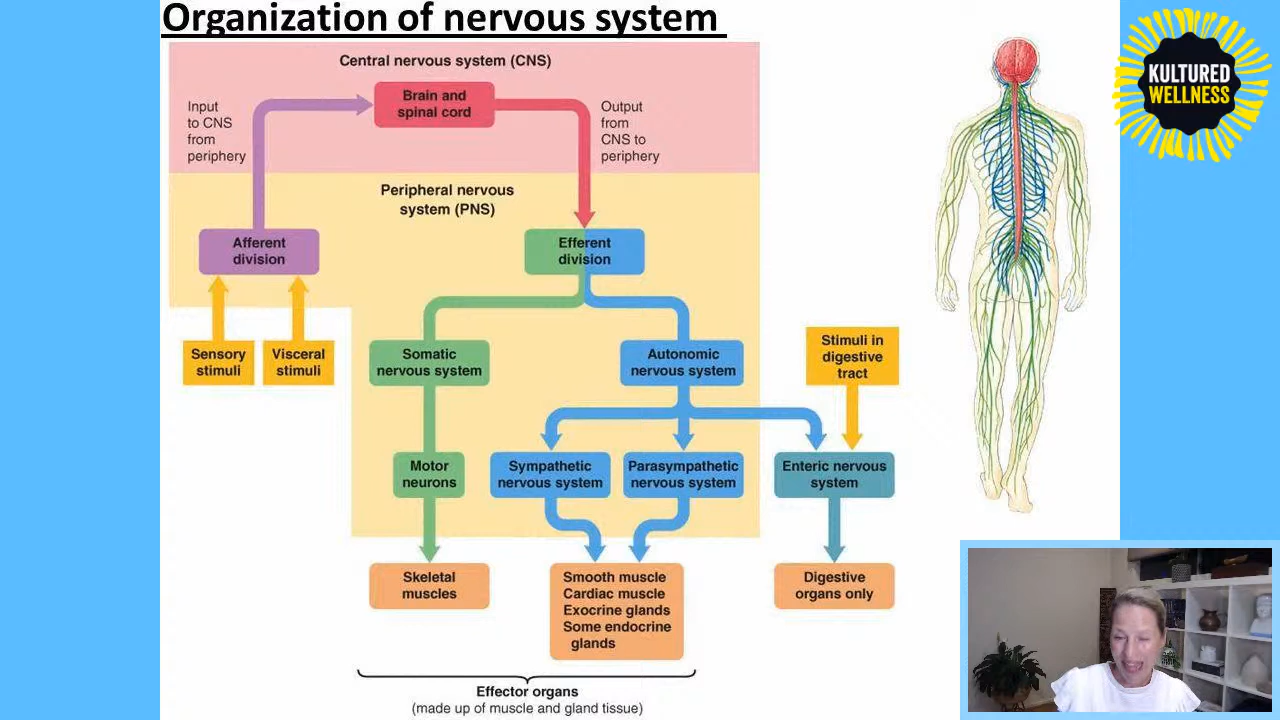 Organization of nervous system
KULTURED
WELLNESS
Central nervous system (CNS)
Input
to CNS
from
periphery
Brain and
spinal cord
Output
from
CNS to
periphery
Peripheral nervous
system (PNS)
Afferent
division
Efferent
division
Sensory
stimuli
Visceral
stimuli
Somatic
nervous system
Autonomic
nervous system
Stimuli in
digestive
tract
Motor
neurons
Sympathetic
nervous system
Parasympathetic
nervous system
Enteric nervous
system
Skeletal
muscles
Smooth muscle
Cardiac muscle
Exocrine glands
Some endocrine
glands
Digestive
organs only
Effector organs
(made up of muscle and gland tissue)